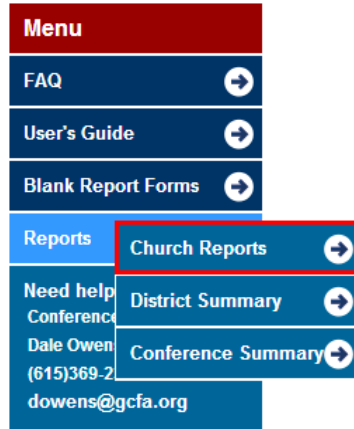 Menu
FAQ
User's Guide
Blank Report Forms
Reports
Church Reports
District Summary
Conference Summary
Need help
Conference
Dale Owen
(615)369-2
dowens@gcfa.org